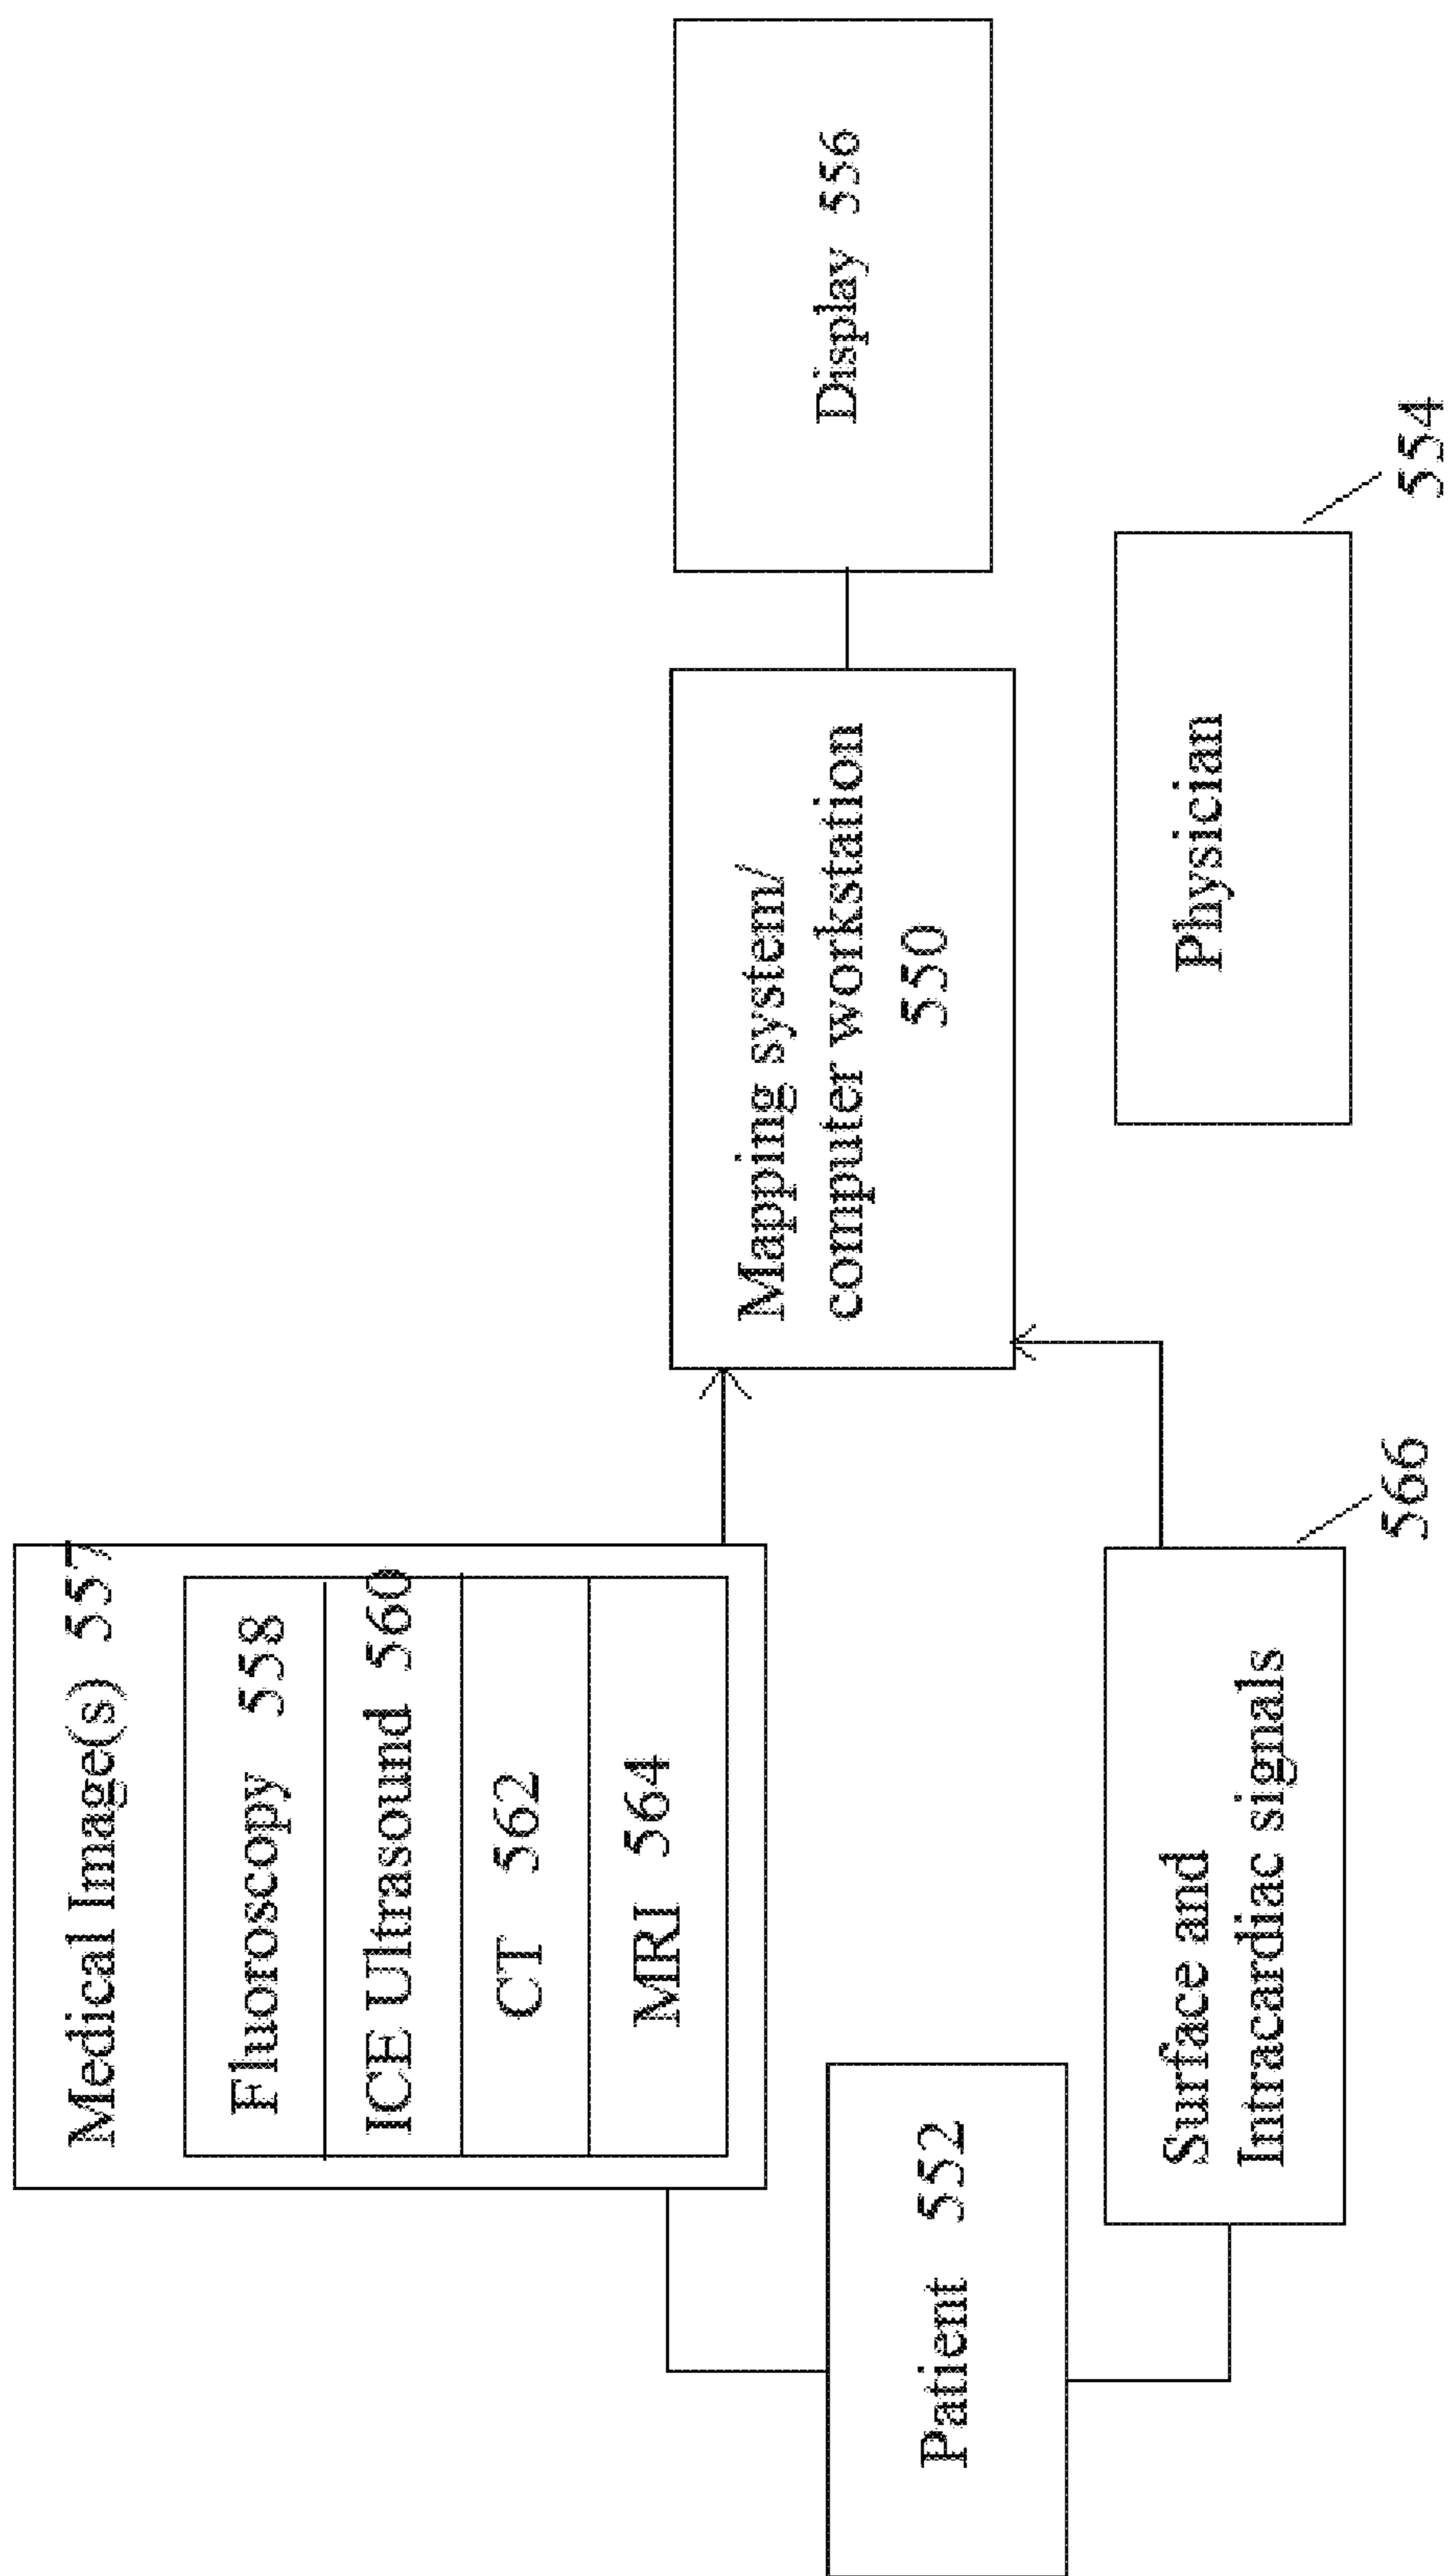 Medical Image(s) 557
Fluoroscopy 558
ICE Ultrasound 560
CT 562
MRI 564
Patient 552
Surface and
Intracardiac signals
566
Mapping system/
computer workstation
550
Display 556
Physician
554